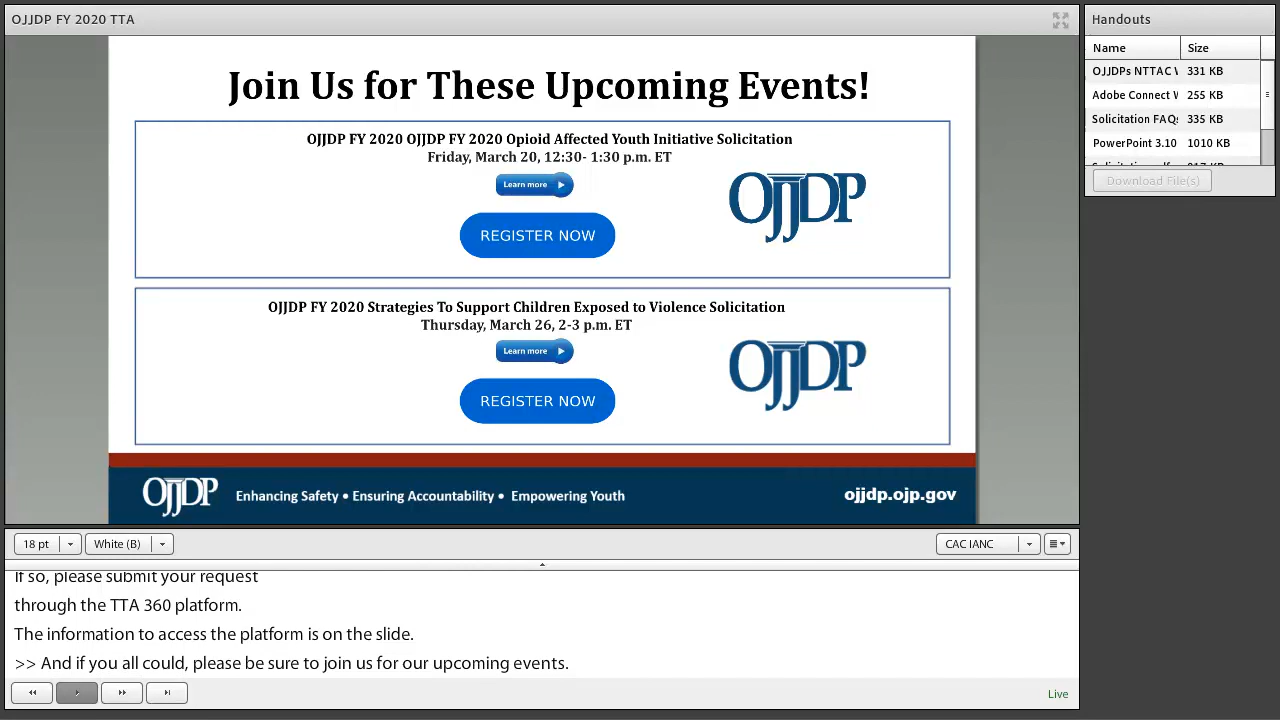 OJJDP FY 2020 TTA
Join Us for These Upcoming Events!
OJJDP FY 2020 OJJDP FY 2020 Opioid Affected Youth Initiative Solicitation
Friday, March 20, 12:30- 1:30 p.m. ET
Learn more
REGISTER NOW
OJJDP
OJJDP FY 2020 Strategies To Support Children Exposed to Violence Solicitation
Thursday, March 26, 2-3 p.m. ET
Learn more
REGISTER NOW
OJJDP
OJJDP Enhancing Safety • Ensuring Accountability • Empowering Youth ojjdp.ojp.gov
Handouts
Name Size
OJJDPs NTTAC 331 KB
Adobe Connect 255 KB
Solicitation FAQs 335 KB
PowerPoint 3.10 1010 KB
Download File(s)
18 pt White (B) CAC IANC
If so, please submit your request
through the TTA 360 platform.
The information to access the platform is on the slide.
>> And if you all could, please be sure to join us for our upcoming events.
Live